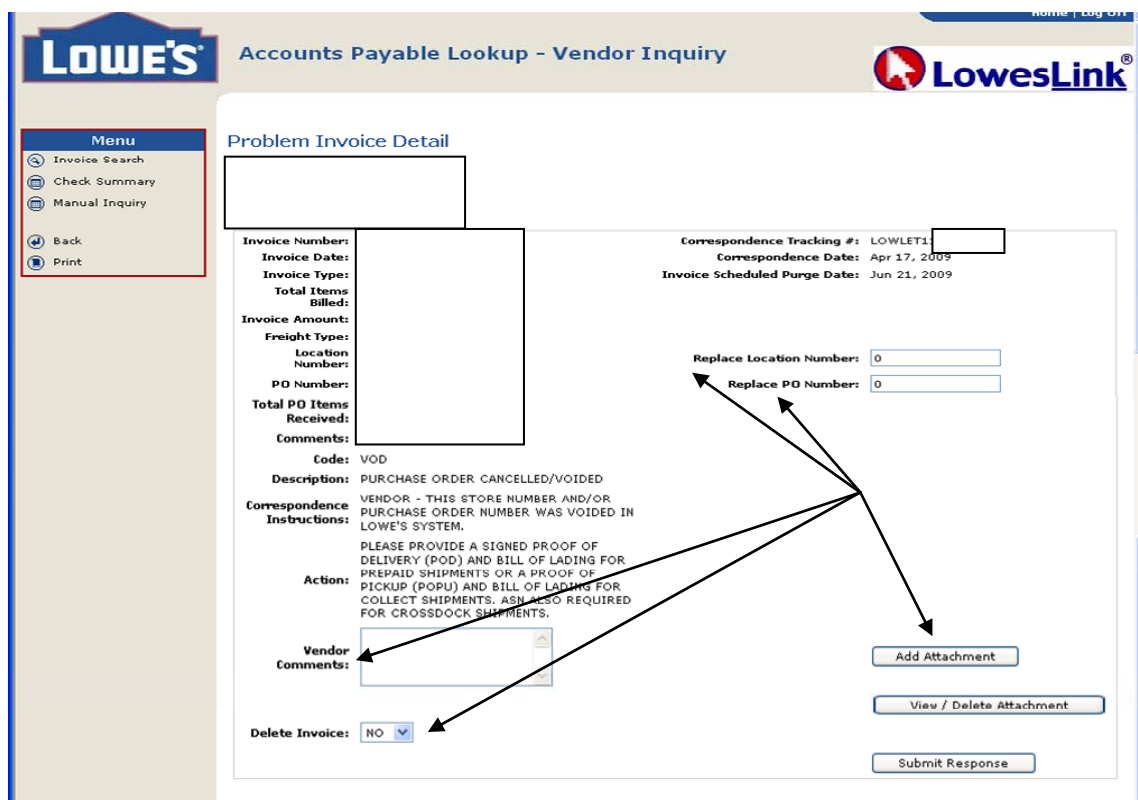 Home | Log Off
LOWE'S
Accounts Payable Lookup - Vendor Inquiry
LowesLink®
Menu
Invoice Search
Check Summary
Manual Inquiry
Back
Print
Problem Invoice Detail
Invoice Number:
Correspondence Tracking #: LOWLET1
Invoice Date:
Correspondence Date: Apr 17, 2009
Invoice Type:
Invoice Scheduled Purge Date: Jun 21, 2009
Total Items
Billed:
Invoice Amount:
Freight Type:
Location
Number:
Replace Location Number: 0
PO Number:
Replace PO Number: 0
Total PO Items
Received:
Comments:
Code: VOD
Description: PURCHASE ORDER CANCELLED/VOIDED
Correspondence
Instructions:
VENDOR - THIS STORE NUMBER AND/OR
PURCHASE ORDER NUMBER WAS VOIDED IN
LOWE'S SYSTEM.
Action:
PLEASE PROVIDE A SIGNED PROOF OF
DELIVERY (POD) AND BILL OF LADING FOR
PREPAID SHIPMENTS OR A PROOF OF
PICKUP (POPU) AND BILL OF LADING FOR
COLLECT SHIPMENTS. ASN ALSO REQUIRED
FOR CROSSDOCK SHIPMENTS.
Vendor
Comments:
Add Attachment
View / Delete Attachment
Delete Invoice: NO
Submit Response